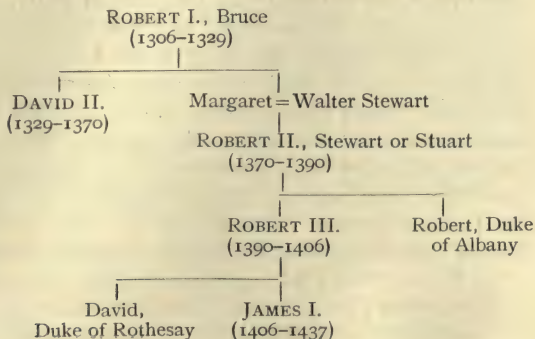 ROBERT I., Bruce
(1306–1329)
DAVID II.
(1329–1370)
Margaret = Walter Stewart
ROBERT II., Stewart or Stuart
(1370–1390)
ROBERT III.
(1390–1406)
Robert, Duke
of Albany
David,
Duke of Rothesay
JAMES I.
(1406–1437)